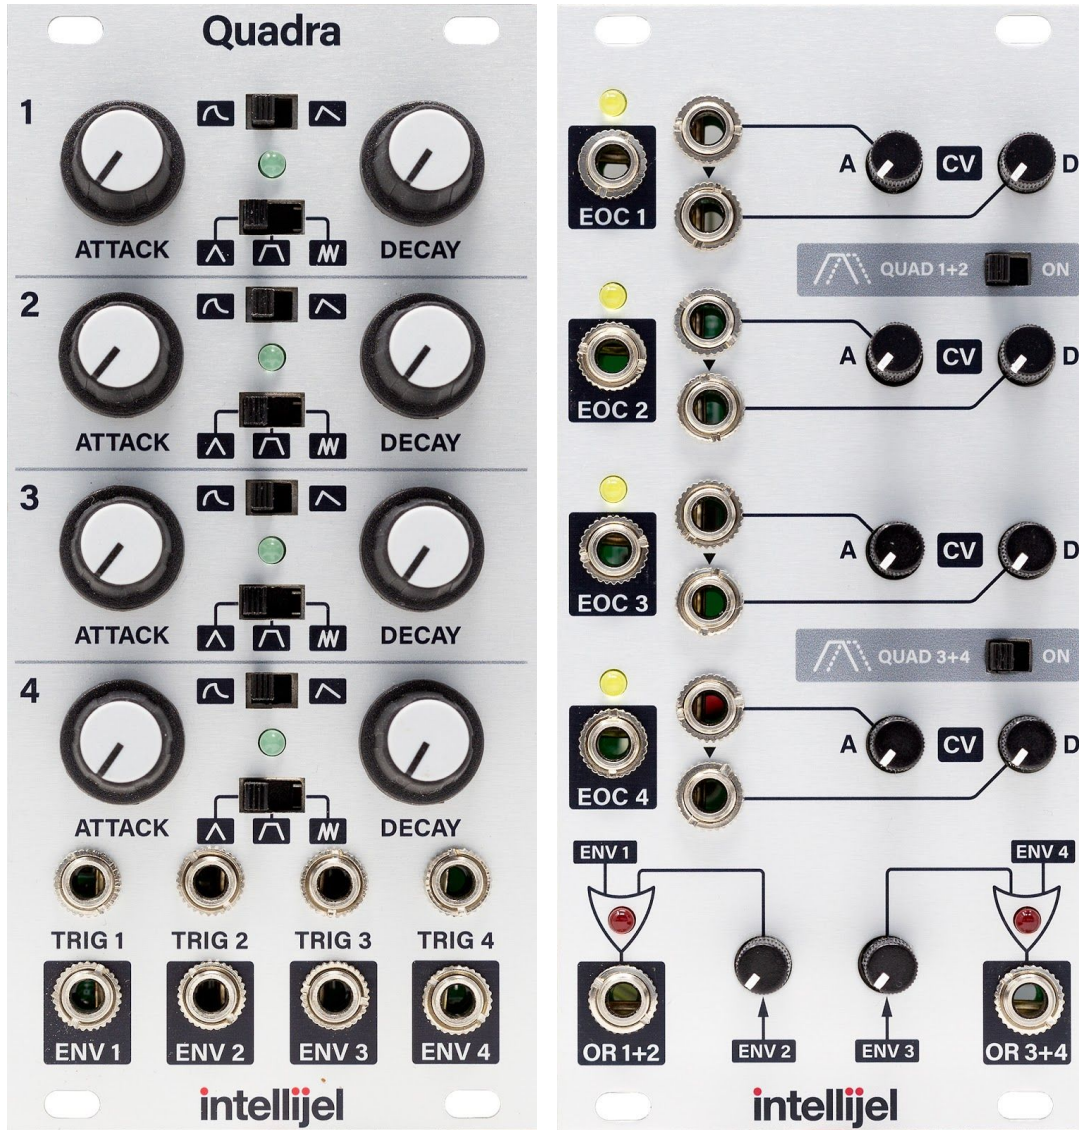 Quadra
1
ATTACK DECAY
2
ATTACK DECAY
3
ATTACK DECAY
4
ATTACK DECAY
TRIG 1 TRIG 2 TRIG 3 TRIG 4
ENV 1 ENV 2 ENV 3 ENV 4
intellijel
A CV D
EOC 1
QUAD 1+2 ON
A CV D
EOC 2
A CV D
EOC 3
QUAD 3+4 ON
A CV D
EOC 4
ENV 1 ENV 4
OR 1+2 ENV 2 ENV 3 OR 3+4
intellijel